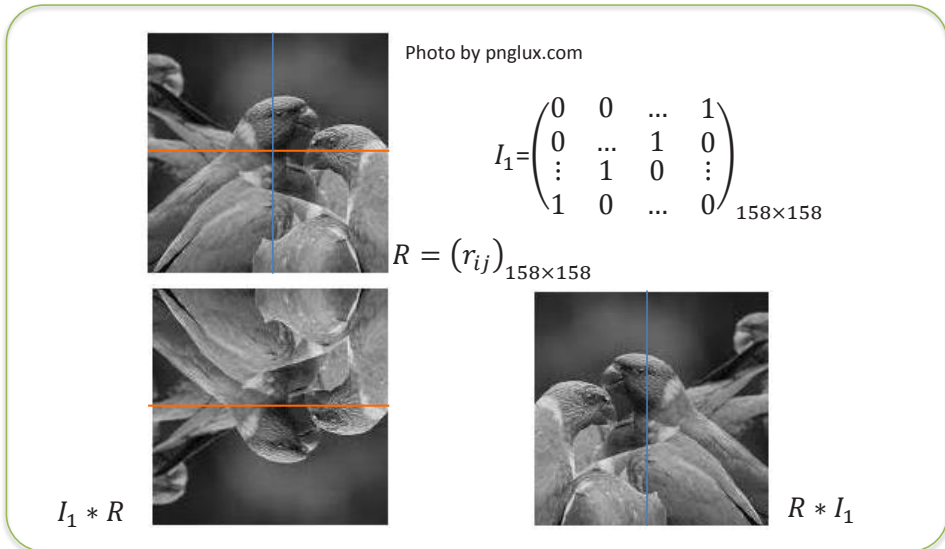 Photo by pnglux.com
0 0 … 1
0 … 1 0
I₁= ⋮ 1 0 ⋮
1 0 … 0
158×158
R = (rᵢⱼ)₁₅₈×₁₅₈
I₁ ∗ R
R ∗ I₁